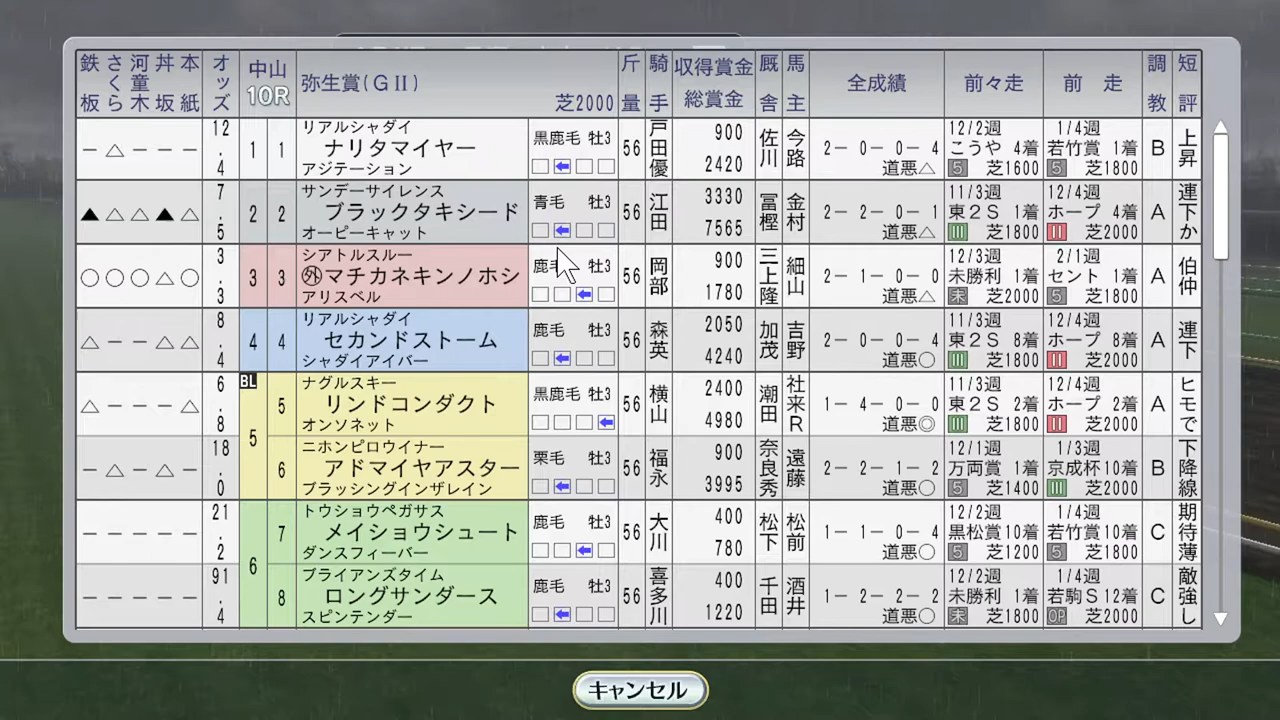 鉄板 さくら 河童木 丼坂 本紙 オッズ 中山 10R 弥生賞(GⅡ) 芝2000 斤量 騎手 収得賞金 総賞金 厩舎 馬主 全成績 前々走 前 走 調教 短評
－ △ － － － 12.4 1 1 リアルシャダイ 黒鹿毛 牡3 56 戸田優 900 佐川 今路 2－ 0－ 0－ 4 12/2週 1/4週 B 上昇
ナリタマイヤー 2420 道悪△ こうや 4着 若竹賞 1着
アジテーション 5 芝1600 5 芝1800
▲ △ △ ▲ △ 7.5 2 2 サンデーサイレンス 青毛 牡3 56 江田 3330 冨樫 金村 2－ 2－ 0－ 1 11/3週 12/4週 A 連下か
ブラックタキシード 7565 道悪△ 東2S 1着 ホープ 4着
オーピーキャット Ⅲ 芝1800 Ⅱ 芝2000
○ ○ ○ △ ○ 3.3 3 3 シアトルスルー 鹿 牡3 56 岡部 900 三上隆 細山 2－ 1－ 0－ 0 12/3週 2/1週 A 伯仲
外 マチカネキンノホシ 1780 道悪△ 未勝利 1着 セント 1着
アリスベル 未 芝2000 5 芝1800
△ － － △ △ 8.4 4 4 リアルシャダイ 鹿毛 牡3 56 森英 2050 加茂 吉野 2－ 0－ 0－ 4 11/3週 12/4週 A 連下
セカンドストーム 4240 道悪○ 東2S 8着 ホープ 8着
シャダイアイバー Ⅲ 芝1800 Ⅱ 芝2000
△ － － － △ 6.8 BL 5 5 ナグルスキー 黒鹿毛 牡3 56 横山 2400 潮田 社来R 1－ 4－ 0－ 0 11/3週 12/4週 A ヒモで
リンドコンダクト 4980 道悪◎ 東2S 2着 ホープ 2着
オンソネット Ⅲ 芝1800 Ⅱ 芝2000
－ △ － △ － 18.0 6 ニホンピロウイナー 栗毛 牡3 56 福永 900 奈良秀 遠藤 2－ 2－ 1－ 2 12/1週 1/3週 B 下降線
アドマイヤアスター 3995 道悪○ 万両賞 1着 京成杯10着
ブラッシングインザレイン 5 芝1400 Ⅲ 芝2000
－ － － － － 21.2 6 7 トウショウペガサス 鹿毛 牡3 56 大川 400 松下 松前 1－ 1－ 0－ 4 12/2週 1/4週 C 期待薄
メイショウシュート 780 道悪○ 黒松賞10着 若竹賞10着
ダンスフィーバー 5 芝1200 5 芝1800
－ － － － － 91.4 8 ブライアンズタイム 鹿毛 牡3 56 喜多川 400 千田 酒井 1－ 2－ 2－ 2 12/2週 1/4週 C 敵強し
ロングサンダース 1220 道悪○ 未勝利 1着 若駒S12着
スピンテンダー 未 芝1800 OP 芝2000
キャンセル